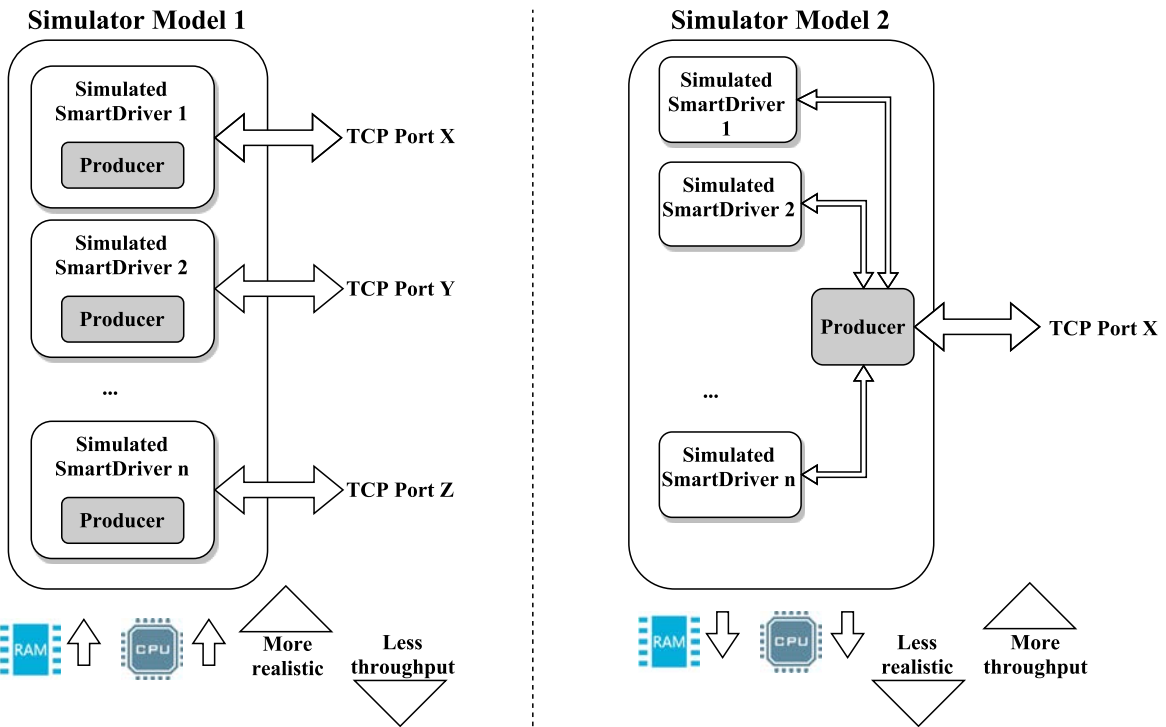 Simulator Model 1
Simulated
SmartDriver 1
Producer
TCP Port X
Simulated
SmartDriver 2
Producer
TCP Port Y
...
Simulated
SmartDriver n
Producer
TCP Port Z
RAM
CPU
More
realistic
Less
throughput
Simulator Model 2
Simulated
SmartDriver
1
Simulated
SmartDriver 2
Producer
TCP Port X
...
Simulated
SmartDriver n
RAM
CPU
Less
realistic
More
throughput